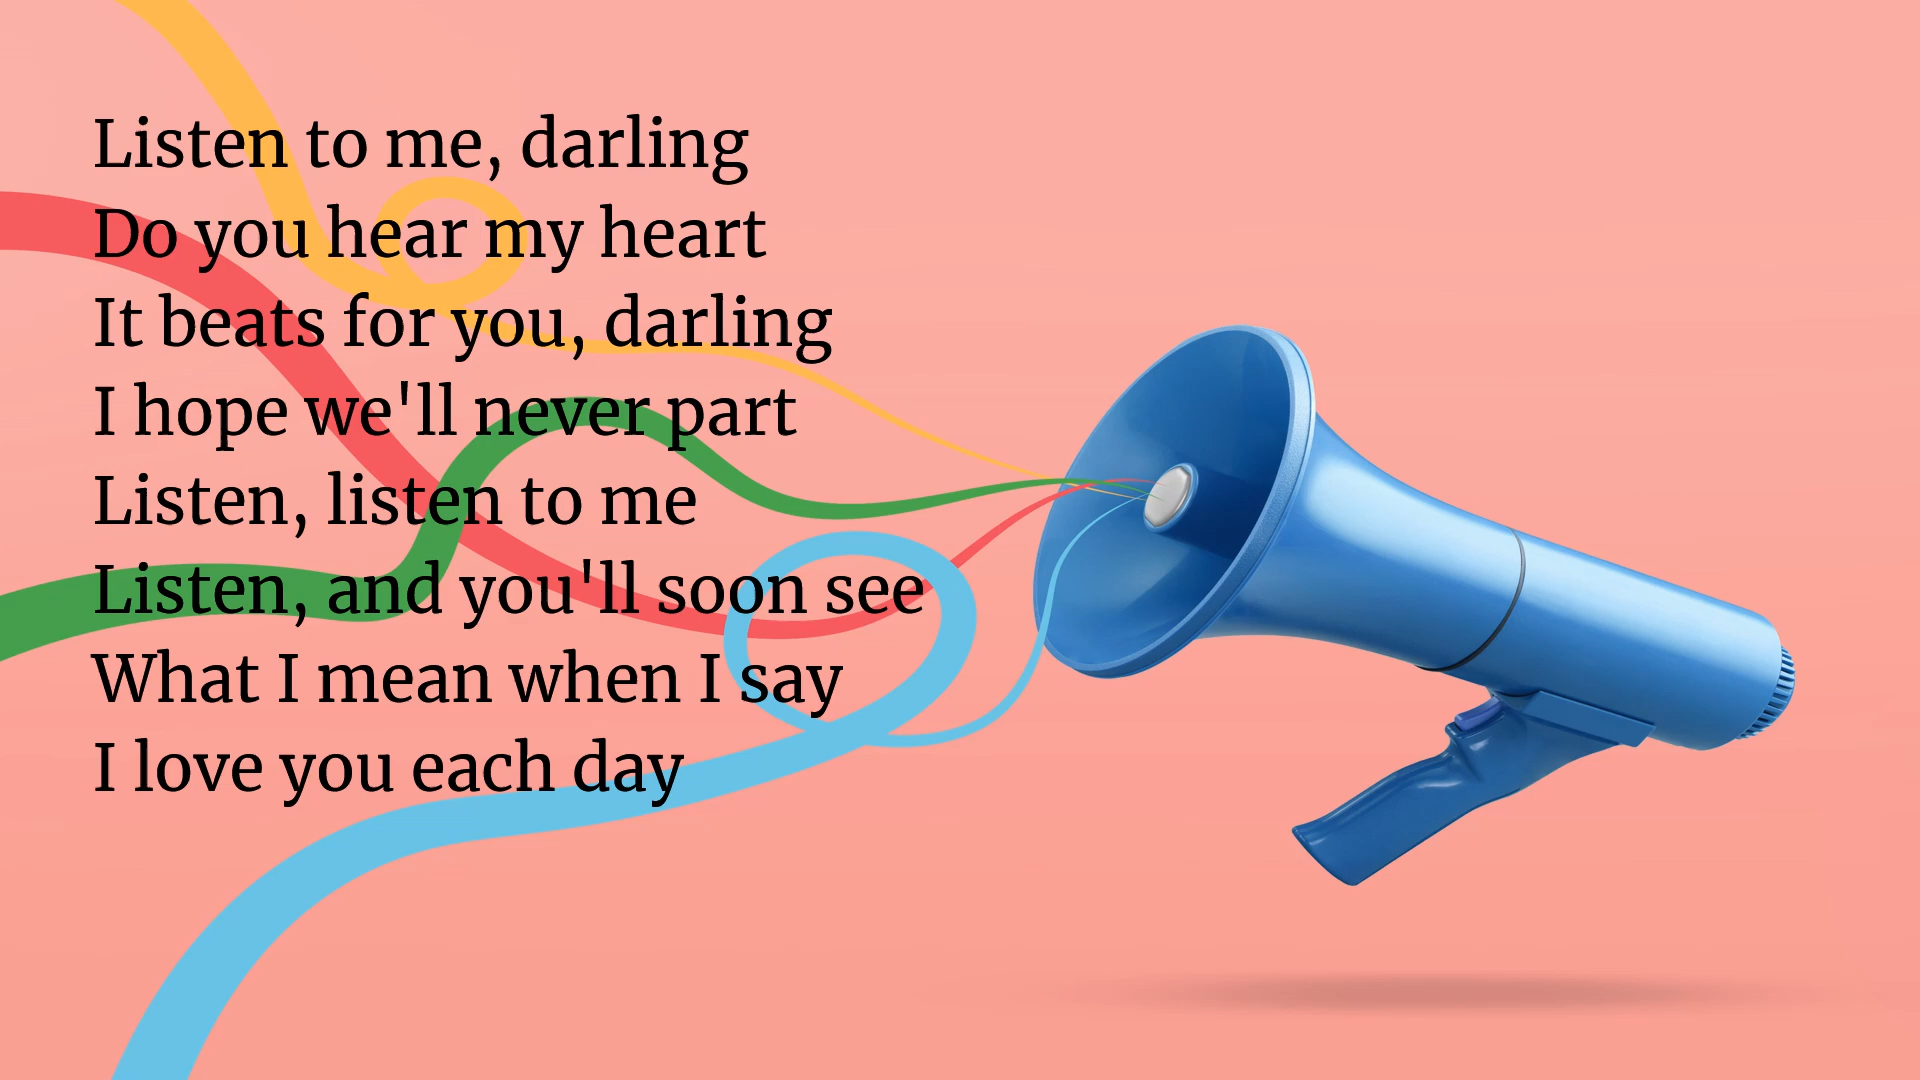 Listen to me, darling
Do you hear my heart
It beats for you, darling
I hope we'll never part
Listen, listen to me
Listen, and you'll soon see
What I mean when I say
I love you each day